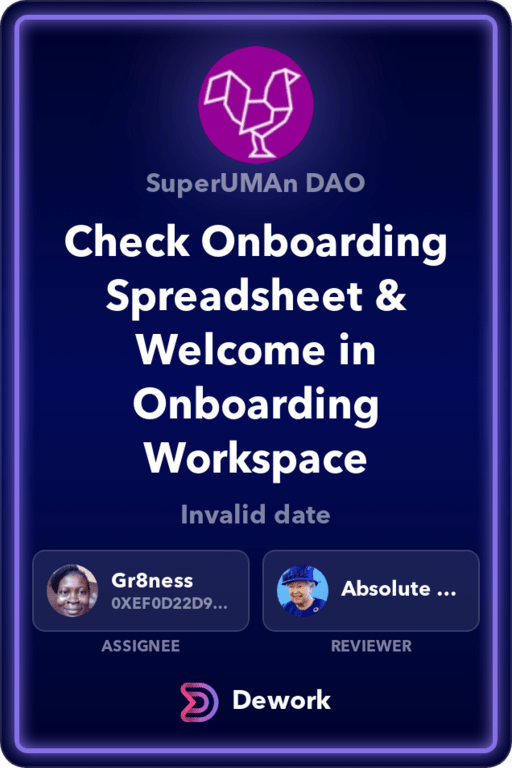 SuperUMAn DAO
Check Onboarding
Spreadsheet &
Welcome in
Onboarding
Workspace
Invalid date
Gr8ness
0XEF0D22D9...
Absolute ...
ASSIGNEE
REVIEWER
Dework